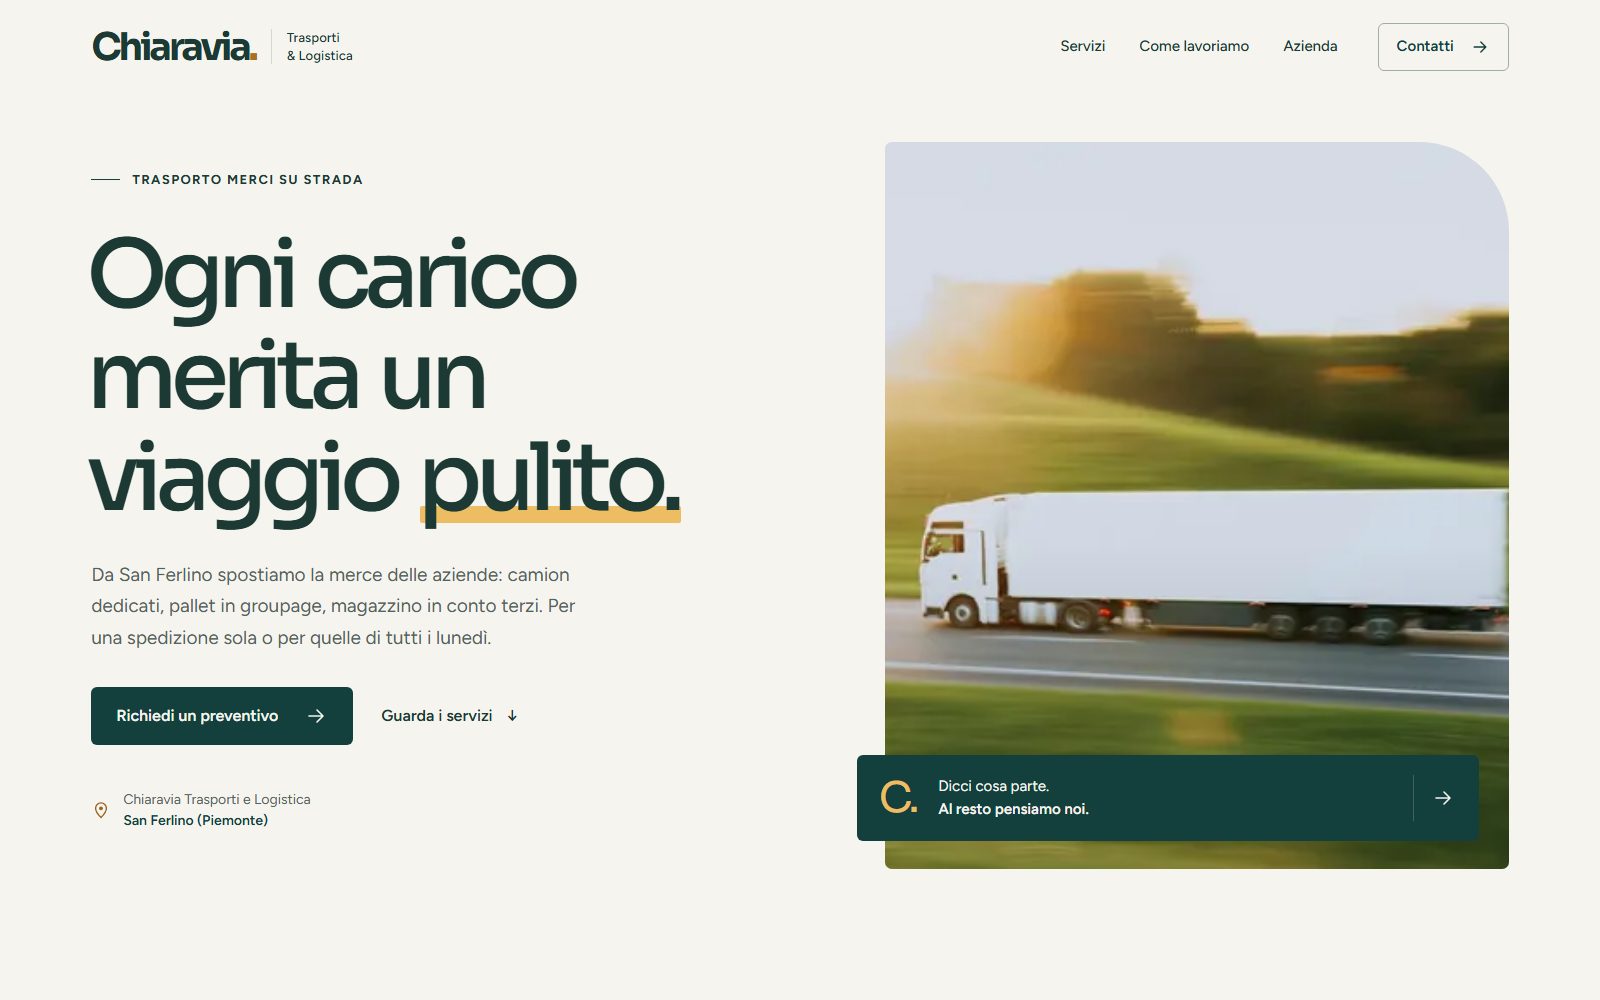 Chiaravia.
Trasporti
& Logistica
Servizi
Come lavoriamo
Azienda
Contatti
TRASPORTO MERCI SU STRADA
Ogni carico
merita un
viaggio pulito.
Da San Ferlino spostiamo la merce delle aziende: camion
dedicati, pallet in groupage, magazzino in conto terzi. Per
una spedizione sola o per quelle di tutti i lunedì.
Richiedi un preventivo
Guarda i servizi
Chiaravia Trasporti e Logistica
San Ferlino (Piemonte)
C.
Dicci cosa parte.
Al resto pensiamo noi.